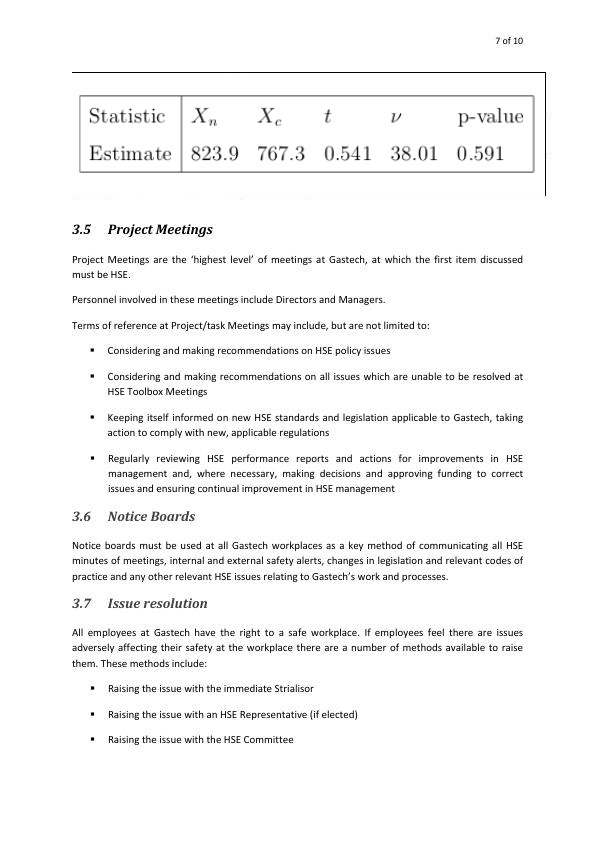 7 of 10
Statistic Xₙ X_c t ν p-value
Estimate 823.9 767.3 0.541 38.01 0.591
3.5 Project Meetings
Project Meetings are the ‘highest level’ of meetings at Gastech, at which the first item discussed
must be HSE.
Personnel involved in these meetings include Directors and Managers.
Terms of reference at Project/task Meetings may include, but are not limited to:
▪ Considering and making recommendations on HSE policy issues
▪ Considering and making recommendations on all issues which are unable to be resolved at
HSE Toolbox Meetings
▪ Keeping itself informed on new HSE standards and legislation applicable to Gastech, taking
action to comply with new, applicable regulations
▪ Regularly reviewing HSE performance reports and actions for improvements in HSE
management and, where necessary, making decisions and approving funding to correct
issues and ensuring continual improvement in HSE management
3.6 Notice Boards
Notice boards must be used at all Gastech workplaces as a key method of communicating all HSE
minutes of meetings, internal and external safety alerts, changes in legislation and relevant codes of
practice and any other relevant HSE issues relating to Gastech’s work and processes.
3.7 Issue resolution
All employees at Gastech have the right to a safe workplace. If employees feel there are issues
adversely affecting their safety at the workplace there are a number of methods available to raise
them. These methods include:
▪ Raising the issue with the immediate Strialisor
▪ Raising the issue with an HSE Representative (if elected)
▪ Raising the issue with the HSE Committee